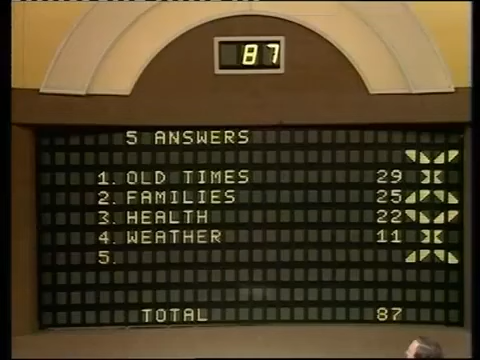 87
5 ANSWERS
1. OLD TIMES 29
2. FAMILIES 25
3. HEALTH 22
4. WEATHER 11
5.
TOTAL 87